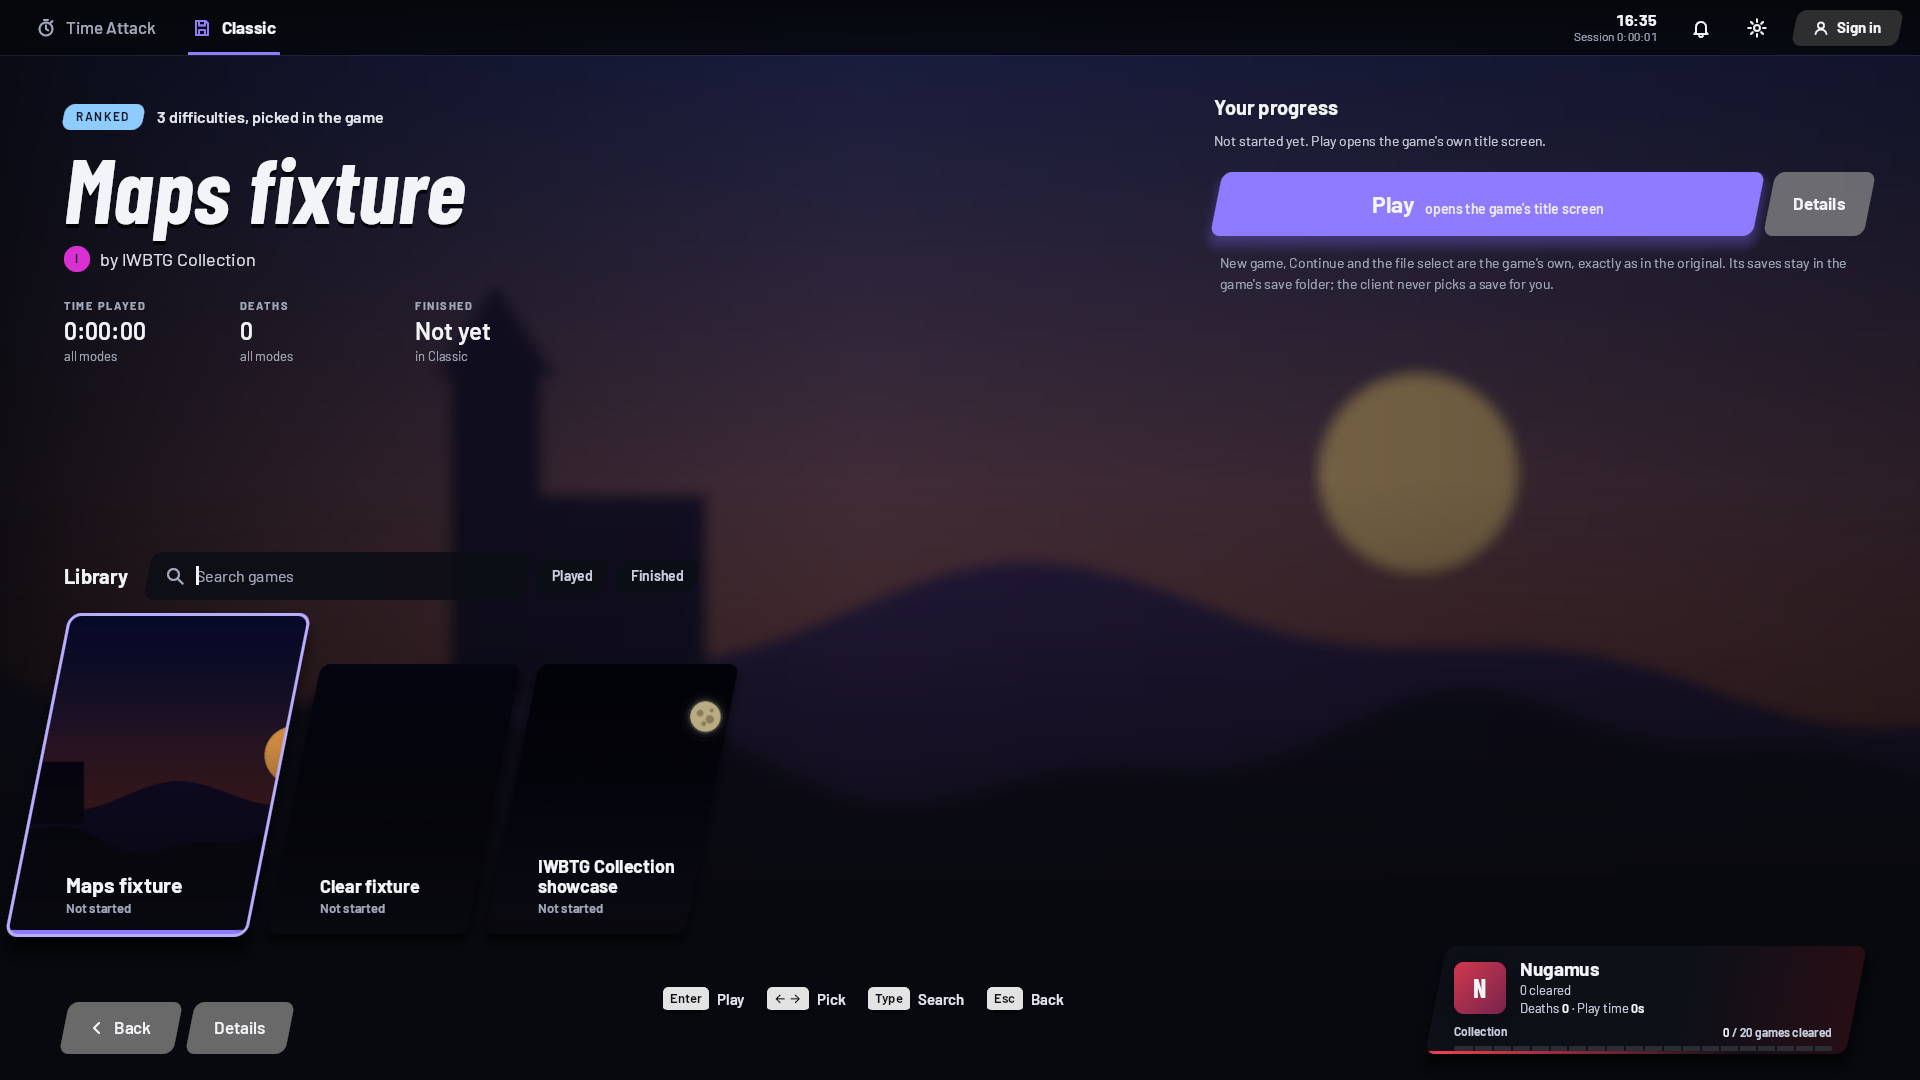 Time Attack
Classic
16:35
Session 0:00:01
Sign in
RANKED
3 difficulties, picked in the game
Maps fixture
I
by IWBTG Collection
TIME PLAYED
0:00:00
all modes
DEATHS
0
all modes
FINISHED
Not yet
in Classic
Your progress
Not started yet. Play opens the game's own title screen.
Play opens the game's title screen
Details
New game, Continue and the file select are the game's own, exactly as in the original. Its saves stay in the
game's save folder; the client never picks a save for you.
Library
Search games
Played
Finished
Maps fixture
Not started
Clear fixture
Not started
IWBTG Collection
showcase
Not started
Back
Details
Enter Play
← → Pick
Type Search
Esc Back
N
Nugamus
0 cleared
Deaths 0 · Play time 0s
Collection
0 / 20 games cleared